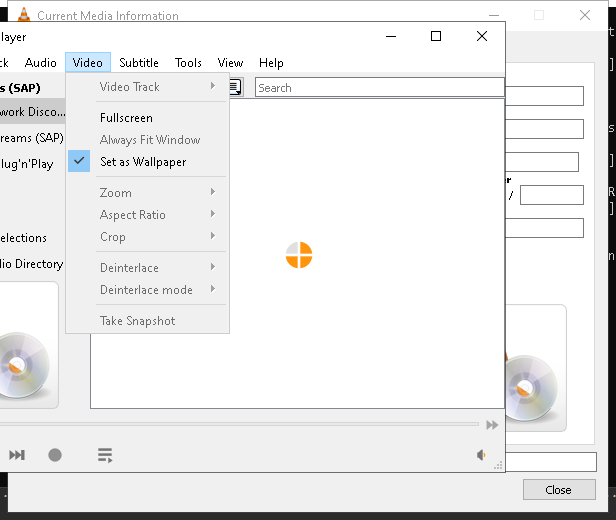 Current Media Information
layer
ck Audio Video Subtitle Tools View Help
s (SAP)
work Disco...
reams (SAP)
lug'n'Play
elections
io Directory
Video Track
Fullscreen
Always Fit Window
Set as Wallpaper
Zoom
Aspect Ratio
Crop
Deinterlace
Deinterlace mode
Take Snapshot
Search
r
/
Close
t
]
s
]
R
]
n